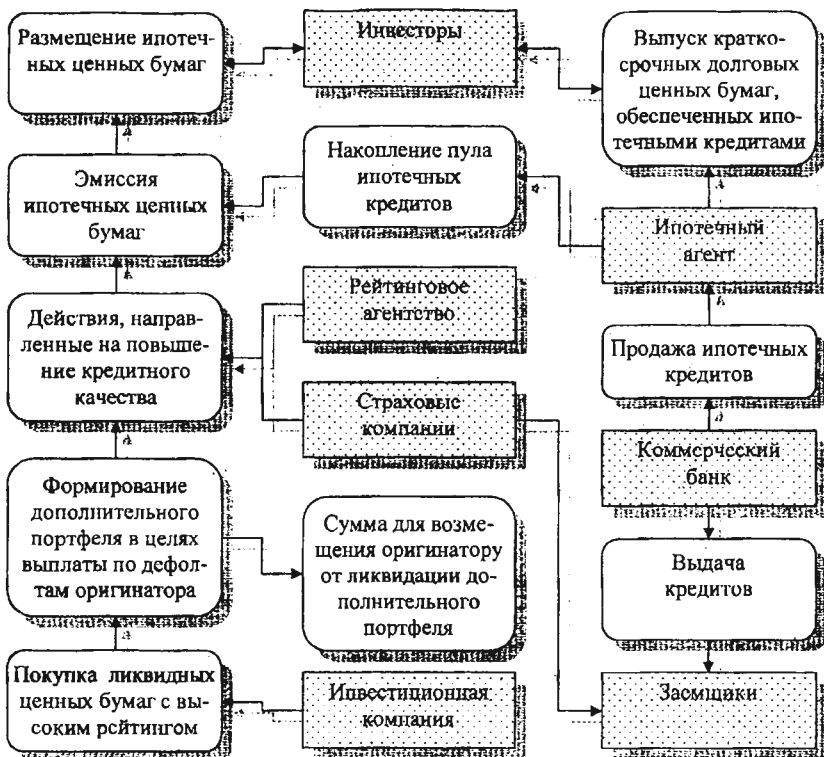 Размещение ипотеч-
ных ценных бумаг
Инвесторы
Выпуск кратко-
срочных долговых
ценных бумаг,
обеспеченных ипо-
течными кредитами
Эмиссия
ипотечных ценных
бумаг
Накопление пула
ипотечных
кредитов
Ипотечный
агент
Действия, направ-
ленные на повыше-
ние кредитного
качества
Рейтинговое
агентство
Продажа ипотечных
кредитов
Страховые
компании
Коммерческий
банк
Формирование
дополнительного
портфеля в целях
выплаты по дефол-
там оригинатора
Сумма для возме-
щения оригинатору
от ликвидации до-
полнительного
портфеля
Выдача
кредитов
Покупка ликвидных
ценных бумаг с вы-
соким рейтингом
Инвестиционная
компания
Заемщики